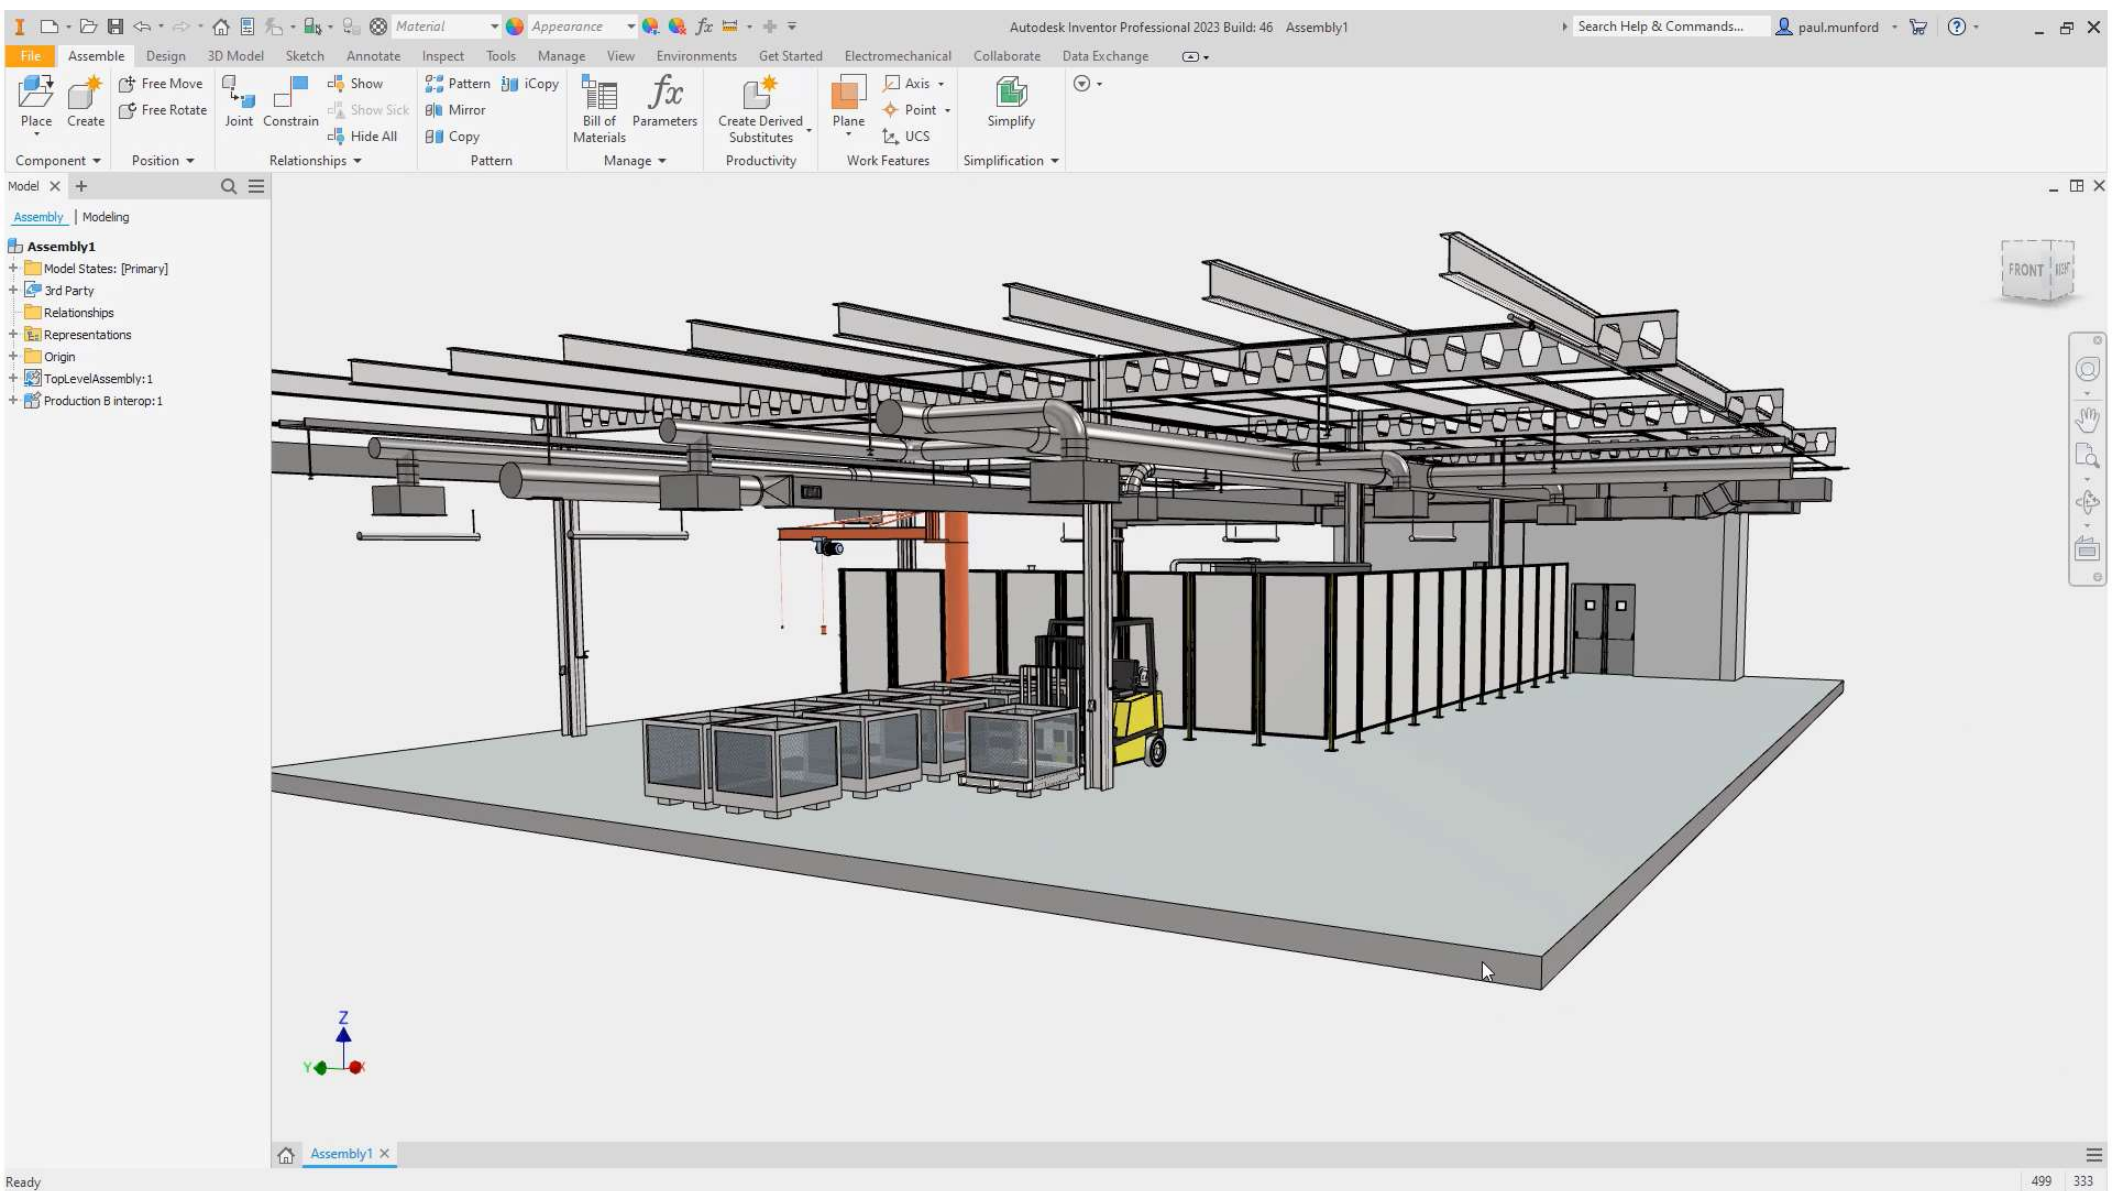 Material
Appearance
fx
Autodesk Inventor Professional 2023 Build: 46 Assembly1
Search Help & Commands...
paul.munford
File Assemble Design 3D Model Sketch Annotate Inspect Tools Manage View Environments Get Started Electromechanical Collaborate Data Exchange
Place
Create
Free Move
Free Rotate
Joint
Constrain
Show
Show Sick
Hide All
Pattern
iCopy
Mirror
Copy
Bill of
Materials
fx
Parameters
Create Derived
Substitutes
Plane
Axis
Point
UCS
Simplify
Component
Position
Relationships
Pattern
Manage
Productivity
Work Features
Simplification
Model
Assembly | Modeling
Assembly1
Model States: [Primary]
3rd Party
Relationships
Representations
Origin
TopLevelAssembly:1
Production B interop:1
FRONT
RIGHT
Z
Y
X
Assembly1
Ready
499 333